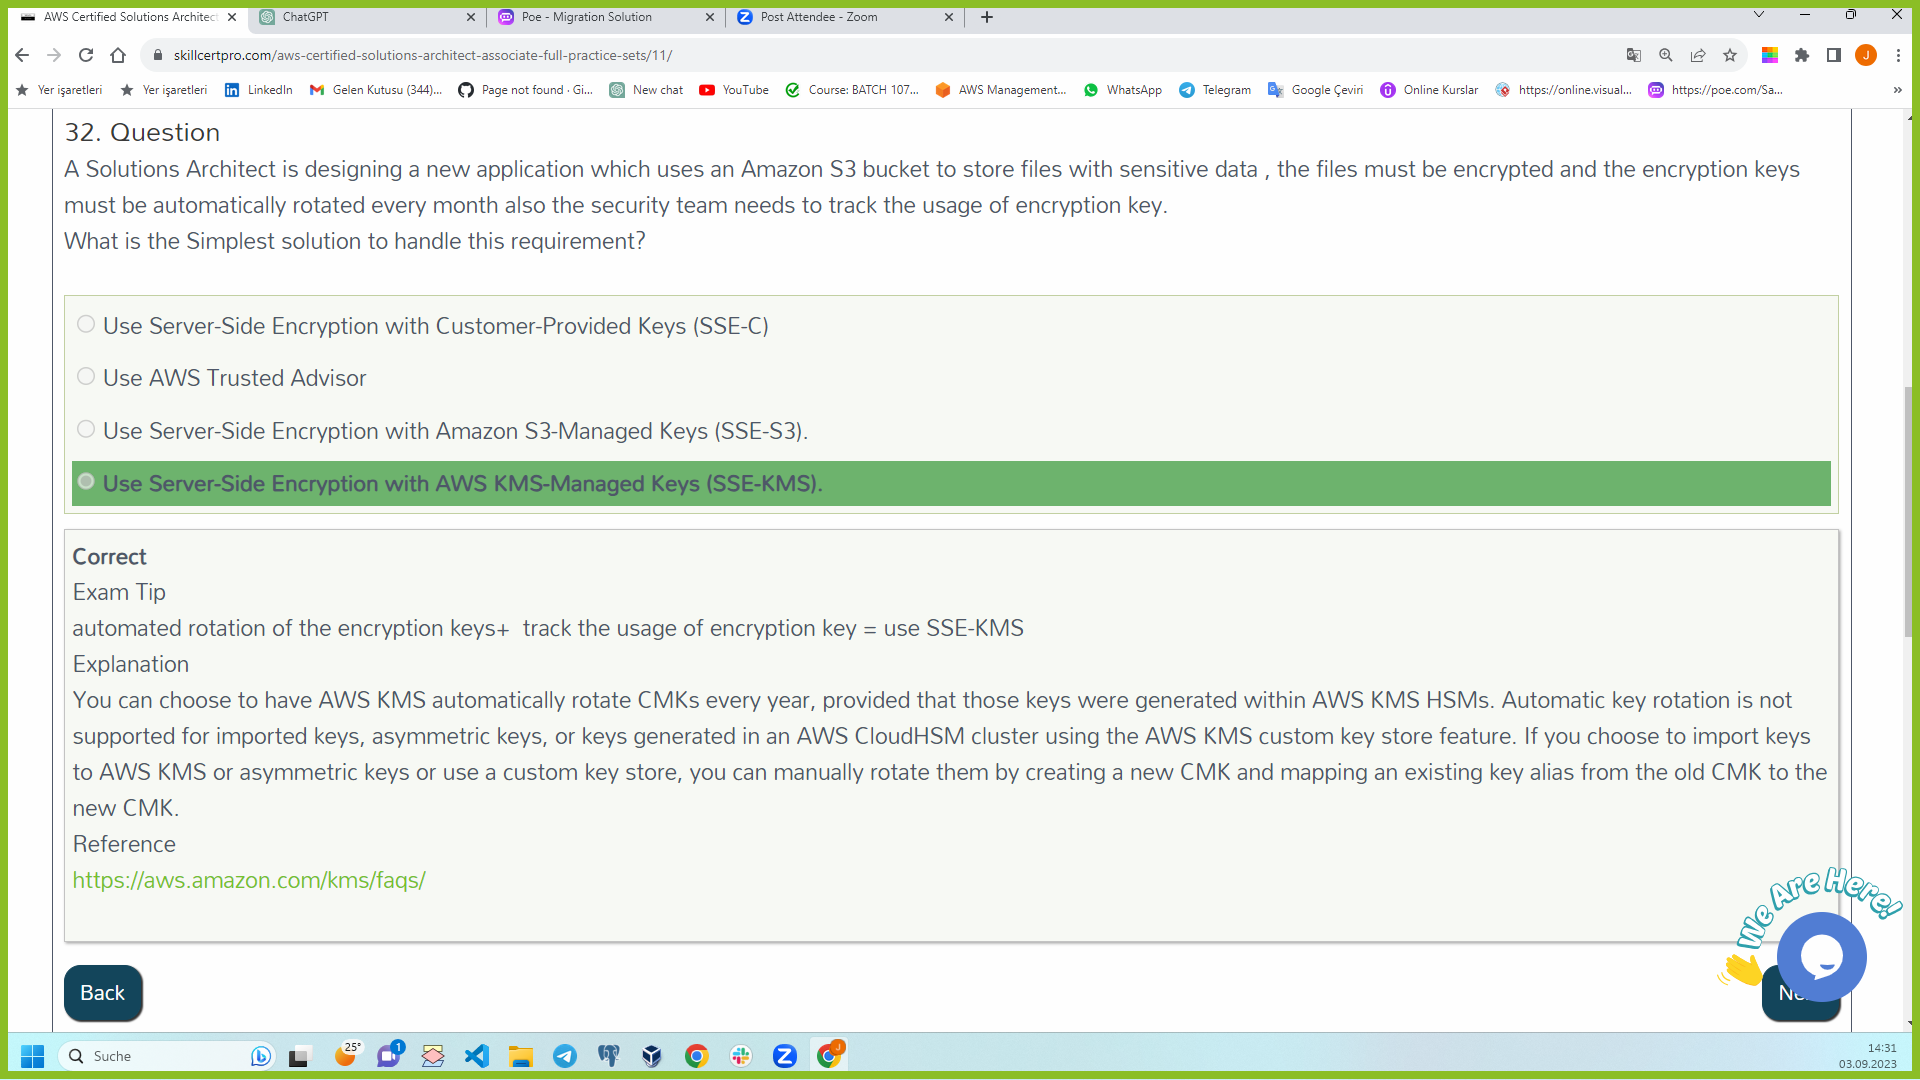 AWS Certified Solutions Architect
ChatGPT
Poe - Migration Solution
Post Attendee - Zoom
skillcertpro.com/aws-certified-solutions-architect-associate-full-practice-sets/11/
J
Yer işaretleri
Yer işaretleri
LinkedIn
Gelen Kutusu (344)...
Page not found · Gi...
New chat
YouTube
Course: BATCH 107...
AWS Management...
WhatsApp
Telegram
Google Çeviri
Online Kurslar
https://online.visual...
https://poe.com/Sa...
»
32. Question
A Solutions Architect is designing a new application which uses an Amazon S3 bucket to store files with sensitive data , the files must be encrypted and the encryption keys
must be automatically rotated every month also the security team needs to track the usage of encryption key.
What is the Simplest solution to handle this requirement?
Use Server-Side Encryption with Customer-Provided Keys (SSE-C)
Use AWS Trusted Advisor
Use Server-Side Encryption with Amazon S3-Managed Keys (SSE-S3).
Use Server-Side Encryption with AWS KMS-Managed Keys (SSE-KMS).
Correct
Exam Tip
automated rotation of the encryption keys+  track the usage of encryption key = use SSE-KMS
Explanation
You can choose to have AWS KMS automatically rotate CMKs every year, provided that those keys were generated within AWS KMS HSMs. Automatic key rotation is not
supported for imported keys, asymmetric keys, or keys generated in an AWS CloudHSM cluster using the AWS KMS custom key store feature. If you choose to import keys
to AWS KMS or asymmetric keys or use a custom key store, you can manually rotate them by creating a new CMK and mapping an existing key alias from the old CMK to the
new CMK.
Reference
https://aws.amazon.com/kms/faqs/
We Are Here!
Back
Suche
25°
1
J
14:31
03.09.2023